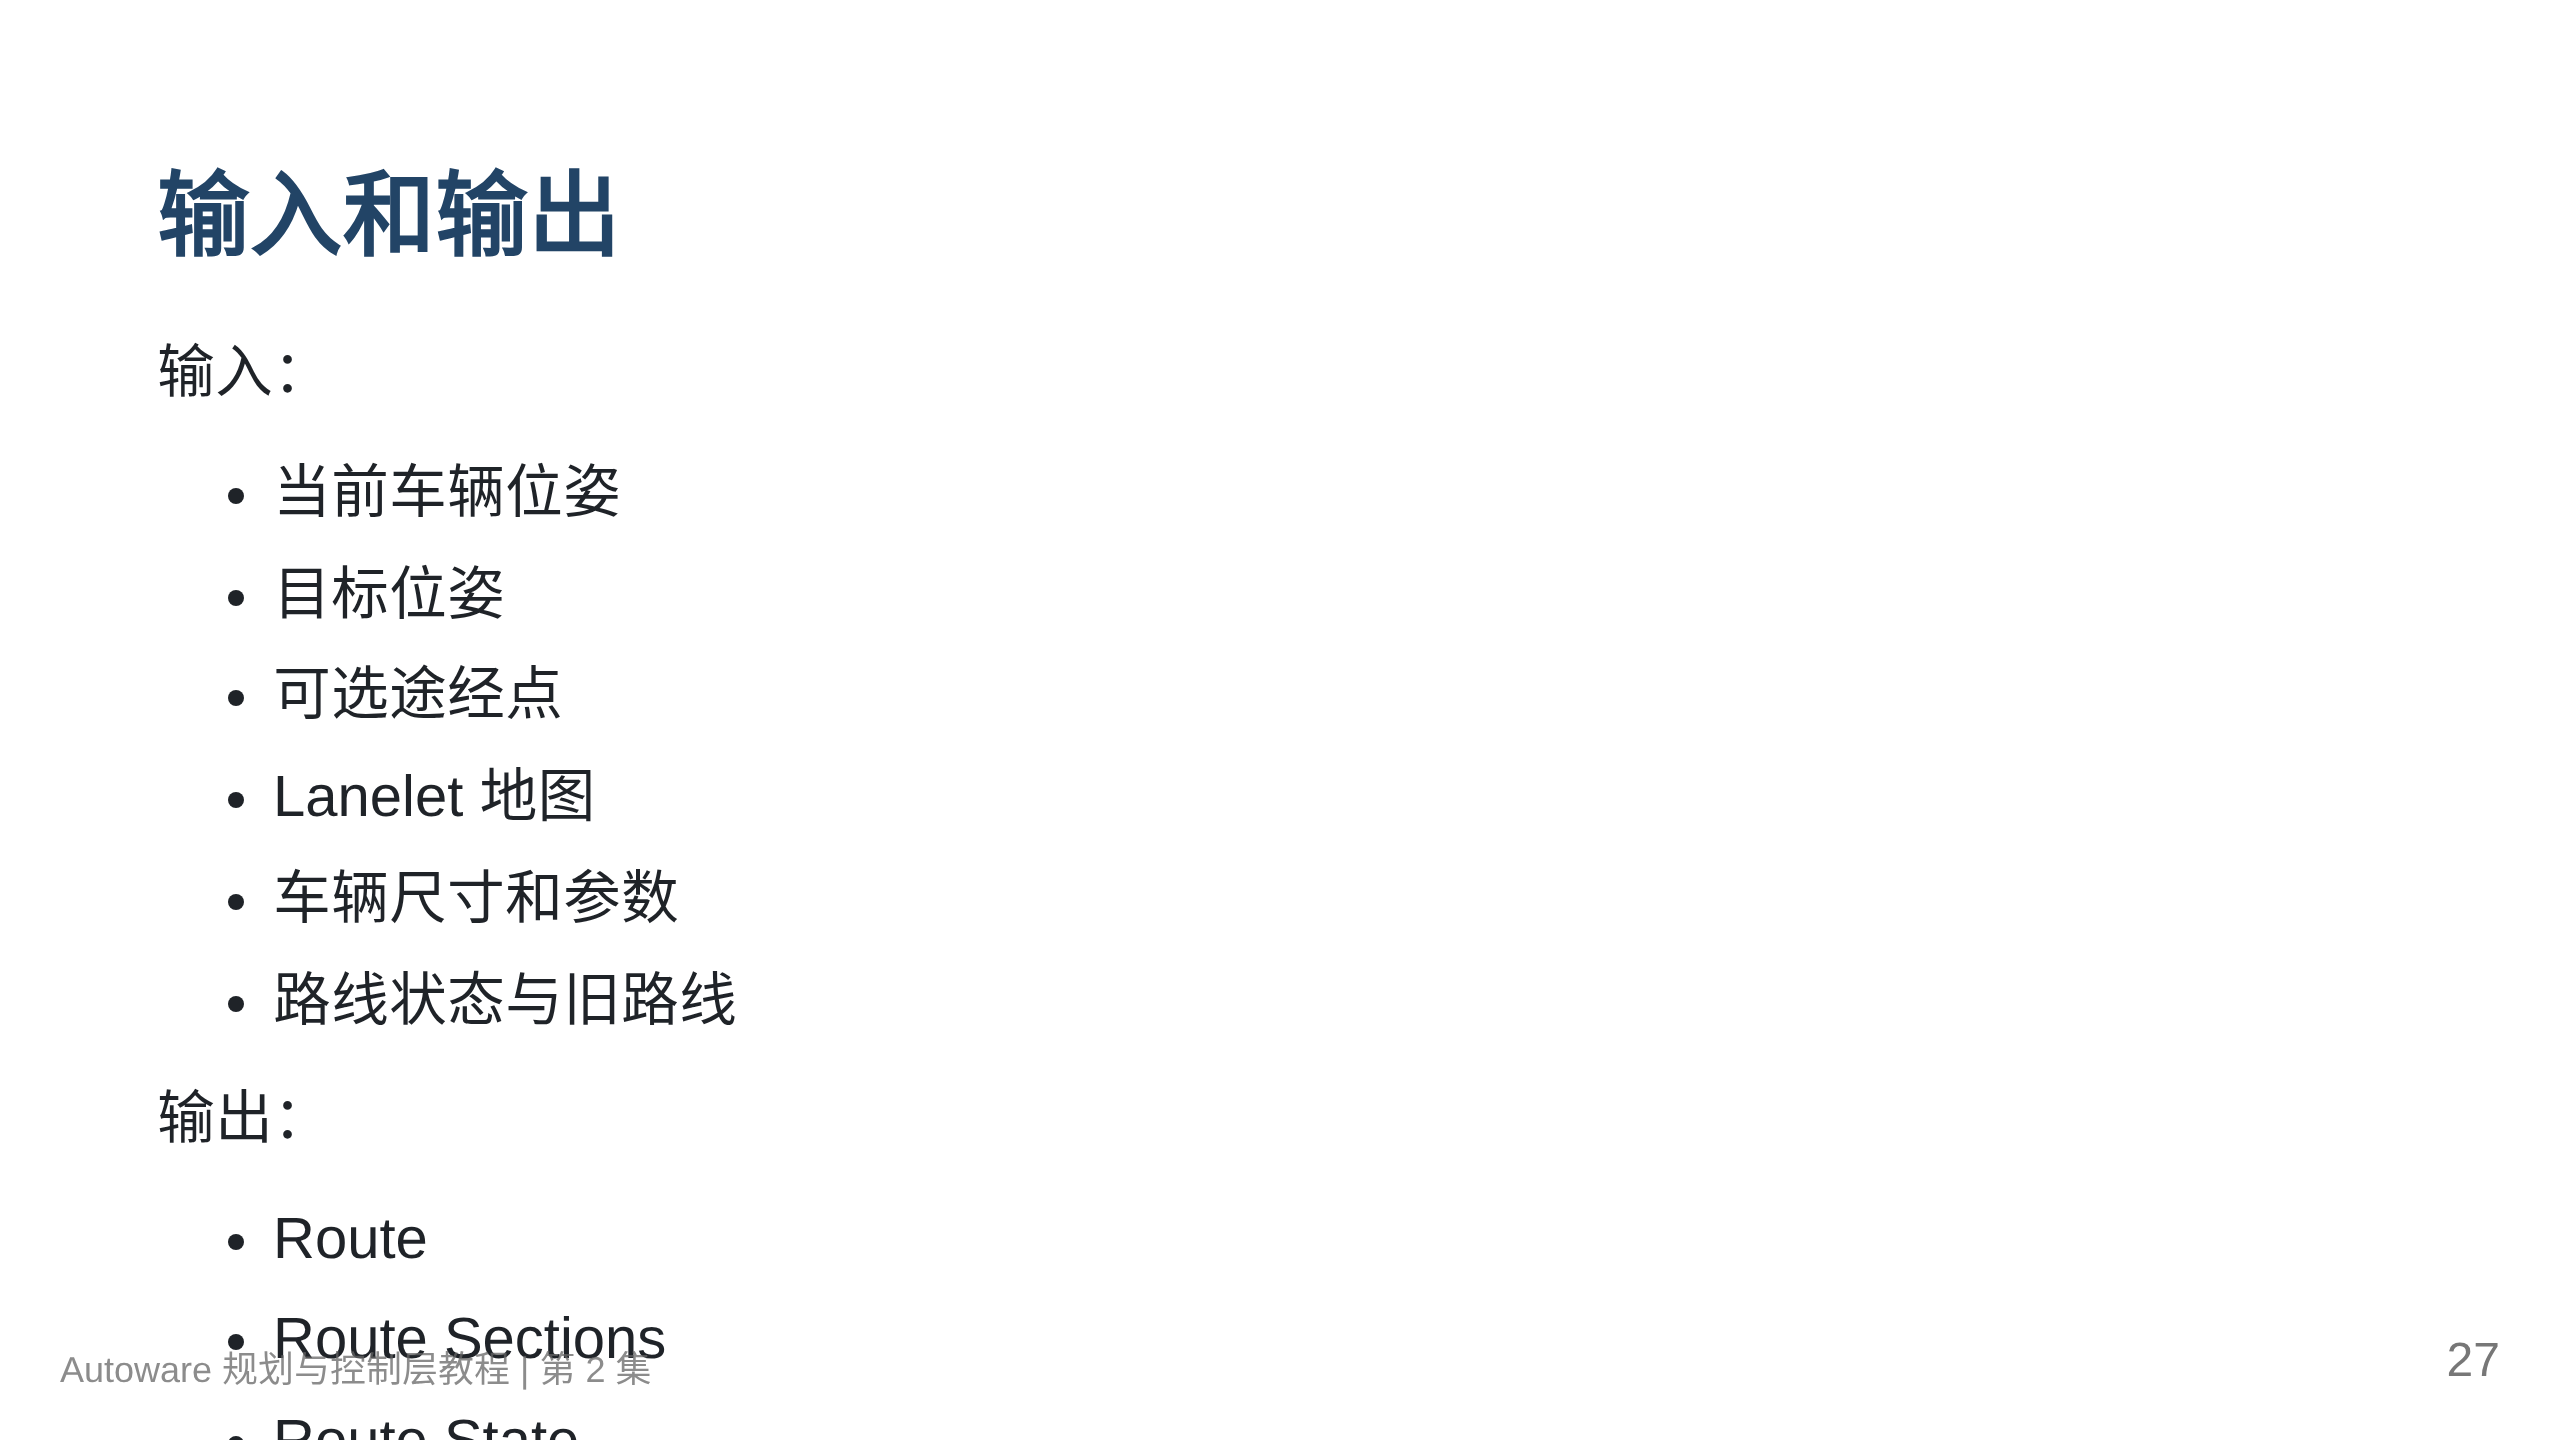 输入和输出
输入：
• 当前车辆位姿
• 目标位姿
• 可选途经点
• Lanelet 地图
• 车辆尺寸和参数
• 路线状态与旧路线
输出：
• Route
• Route Sections
Autoware 规划与控制层教程 | 第 2 集
27
• Route State